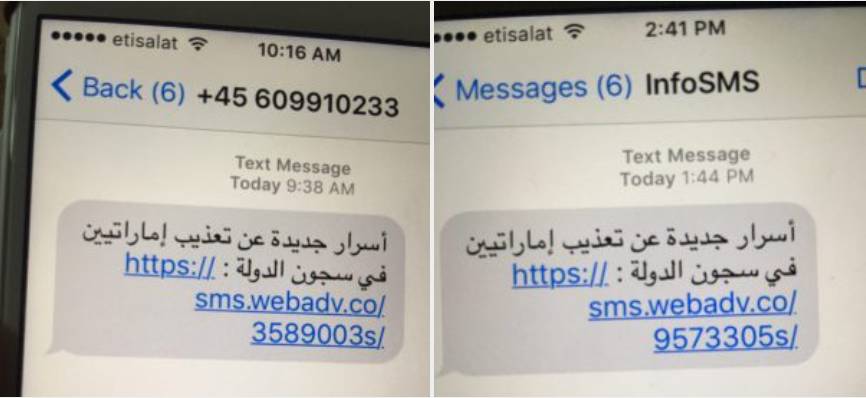 etisalat
10:16 AM
Back (6) +45 609910233
Text Message
Today 9:38 AM
أسرار جديدة عن تعذيب إماراتيين
في سجون الدولة : https://
sms.webadv.co/
3589003s/
etisalat
2:41 PM
Messages (6) InfoSMS
Text Message
Today 1:44 PM
أسرار جديدة عن تعذيب إماراتيين
في سجون الدولة : https://
sms.webadv.co/
9573305s/